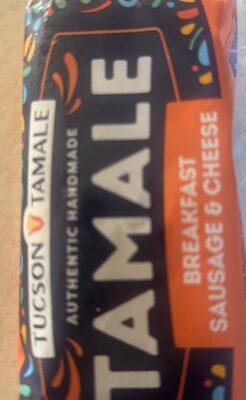 TUCSON TAMALE
AUTHENTIC HANDMADE
TAMALE
BREAKFAST
SAUSAGE & CHEESE